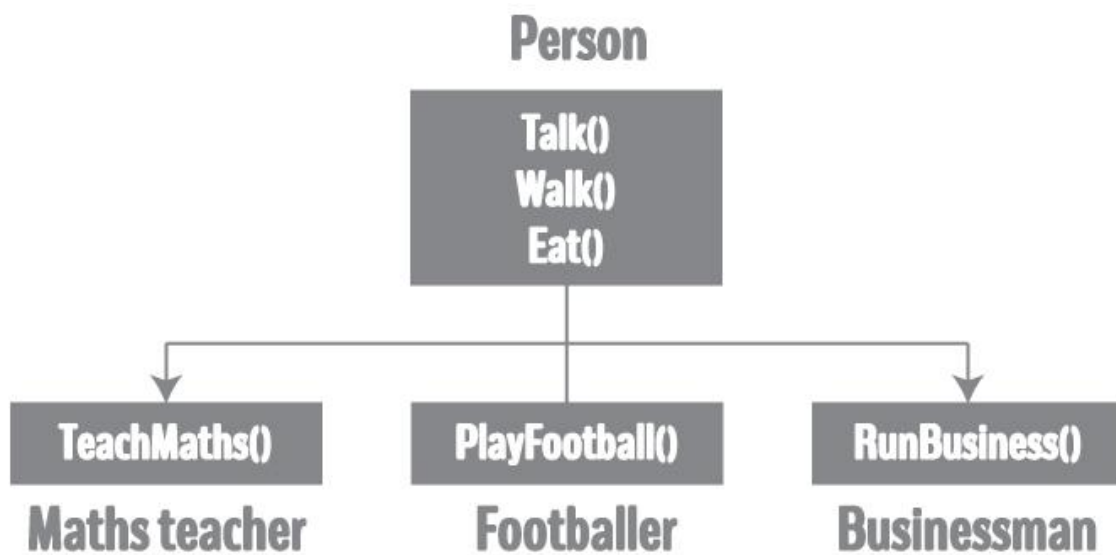 Person
Talk()
Walk()
Eat()
TeachMaths()
PlayFootball()
RunBusiness()
Maths teacher
Footballer
Businessman